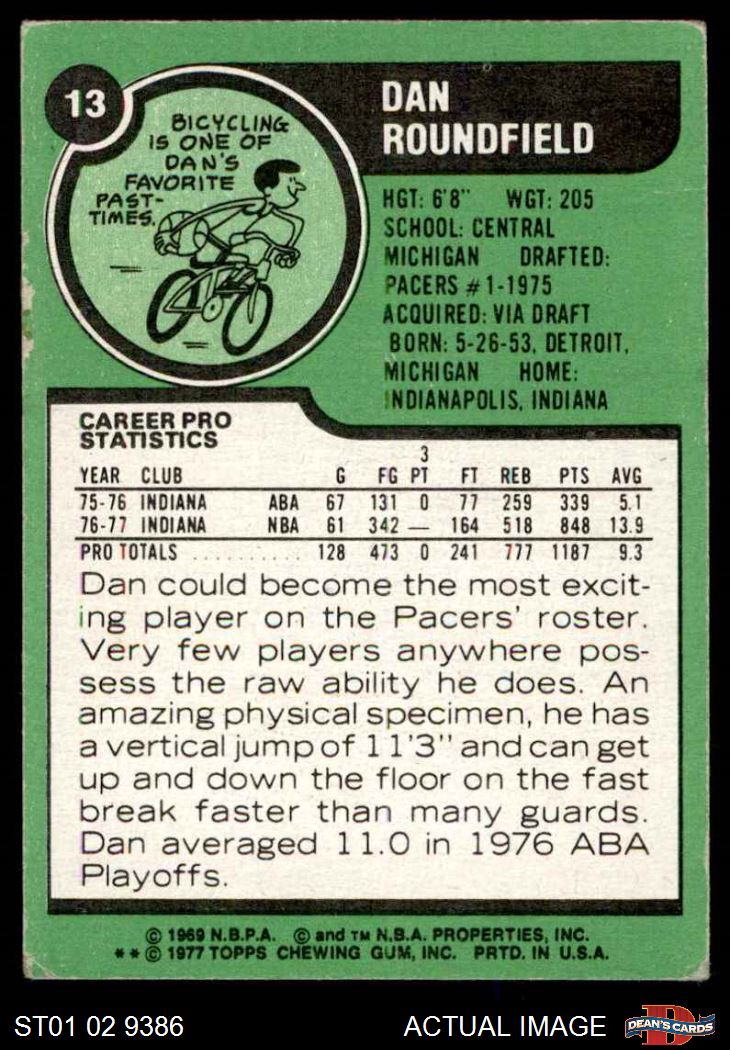 13
BICYCLING
IS ONE OF
DAN'S
FAVORITE
PAST-
TIMES.
DAN
ROUNDFIELD
HGT: 6'8" WGT: 205
SCHOOL: CENTRAL
MICHIGAN DRAFTED:
PACERS #1-1975
ACQUIRED: VIA DRAFT
BORN: 5-26-53, DETROIT,
MICHIGAN HOME:
INDIANAPOLIS, INDIANA
CAREER PRO
STATISTICS
3
YEAR CLUB G FG PT FT REB PTS AVG
75-76 INDIANA ABA 67 131 0 77 259 339 5.1
76-77 INDIANA NBA 61 342 — 164 518 848 13.9
PRO TOTALS .......... 128 473 0 241 777 1187 9.3
Dan could become the most excit-
ing player on the Pacers' roster.
Very few players anywhere pos-
sess the raw ability he does. An
amazing physical specimen, he has
a vertical jump of 11'3" and can get
up and down the floor on the fast
break faster than many guards.
Dan averaged 11.0 in 1976 ABA
Playoffs.
© 1969 N.B.P.A. © and TM N.B.A. PROPERTIES, INC.
**© 1977 TOPPS CHEWING GUM, INC. PRTD. IN U.S.A.
ST01 02 9386 ACTUAL IMAGE D DEAN'S CARDS